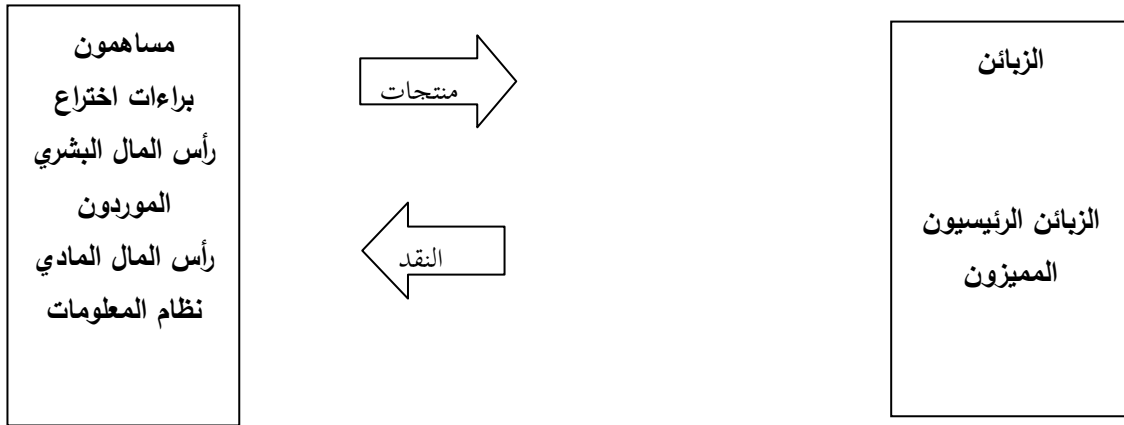 الزبائن
الزبائن الرئيسيون
المميزون
منتجات
النقد
مساهمون
براءات اختراع
رأس المال البشري
الموردون
رأس المال المادي
نظام المعلومات